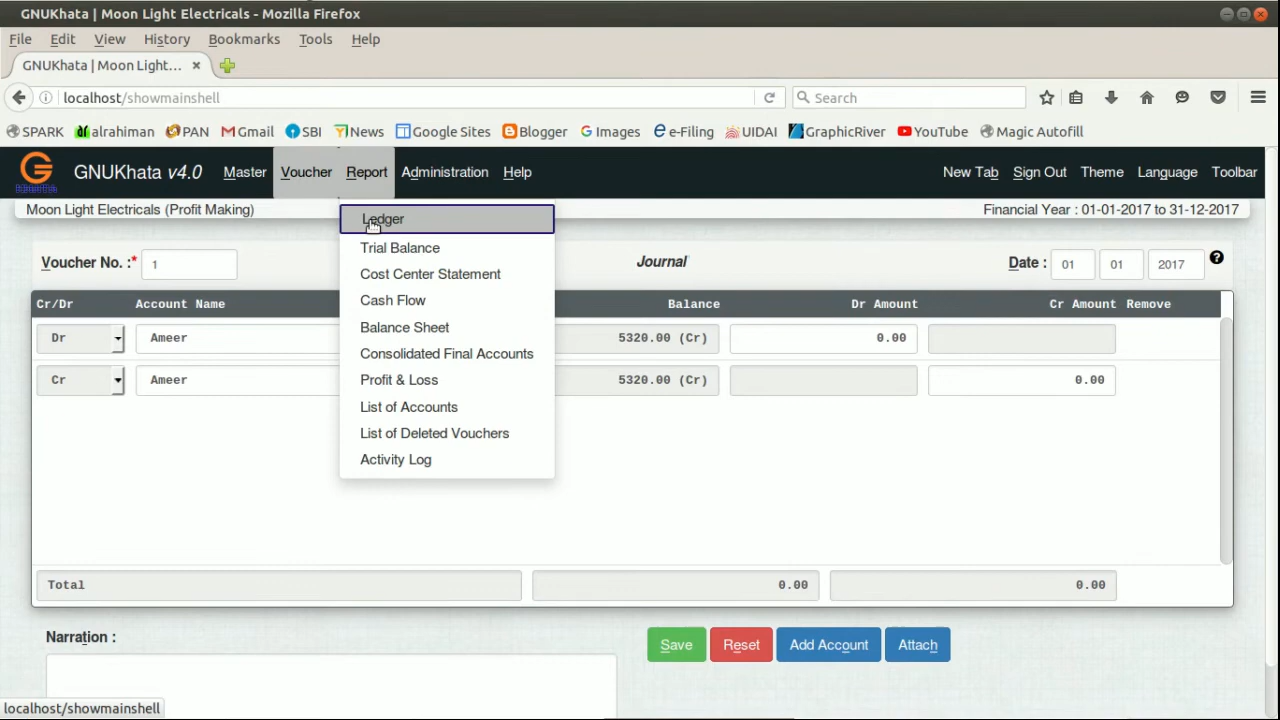 GNUKhata | Moon Light Electricals - Mozilla Firefox
File Edit View History Bookmarks Tools Help
GNUKhata | Moon Light... ×
localhost/showmainshell Search
SPARK alrahiman PAN Gmail SBI News Google Sites Blogger Images e-Filing UIDAI GraphicRiver YouTube Magic Autofill
GNUKhata v4.0 Master Voucher Report Administration Help New Tab Sign Out Theme Language Toolbar
Moon Light Electricals (Profit Making) Financial Year : 01-01-2017 to 31-12-2017
Ledger
Trial Balance
Cost Center Statement
Cash Flow
Balance Sheet
Consolidated Final Accounts
Profit & Loss
List of Accounts
List of Deleted Vouchers
Activity Log
Voucher No. :* 1 Journal Date : 01 01 2017
Cr/Dr Account Name Balance Dr Amount Cr Amount Remove
Dr Ameer 5320.00 (Cr) 0.00
Cr Ameer 5320.00 (Cr) 0.00
Total 0.00 0.00
Narration : Save Reset Add Account Attach
localhost/showmainshell